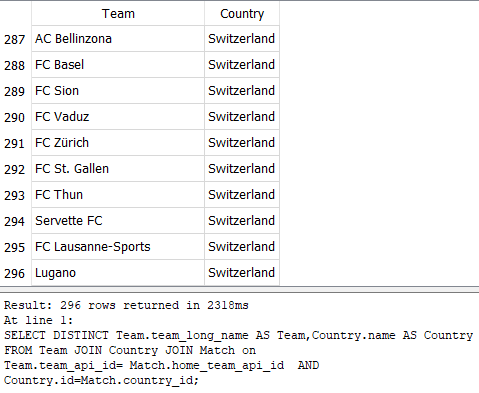 Team Country
287 AC Bellinzona Switzerland
288 FC Basel Switzerland
289 FC Sion Switzerland
290 FC Vaduz Switzerland
291 FC Zürich Switzerland
292 FC St. Gallen Switzerland
293 FC Thun Switzerland
294 Servette FC Switzerland
295 FC Lausanne-Sports Switzerland
296 Lugano Switzerland
Result: 296 rows returned in 2318ms
At line 1:
SELECT DISTINCT Team.team_long_name AS Team,Country.name AS Country
FROM Team JOIN Country JOIN Match on
Team.team_api_id= Match.home_team_api_id  AND
Country.id=Match.country_id;